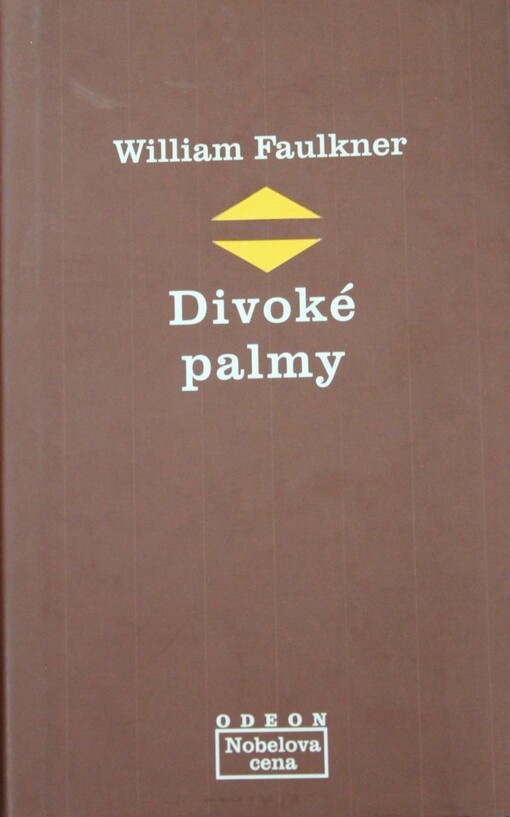 William Faulkner
Divoké
palmy
ODEON
Nobelova
cena